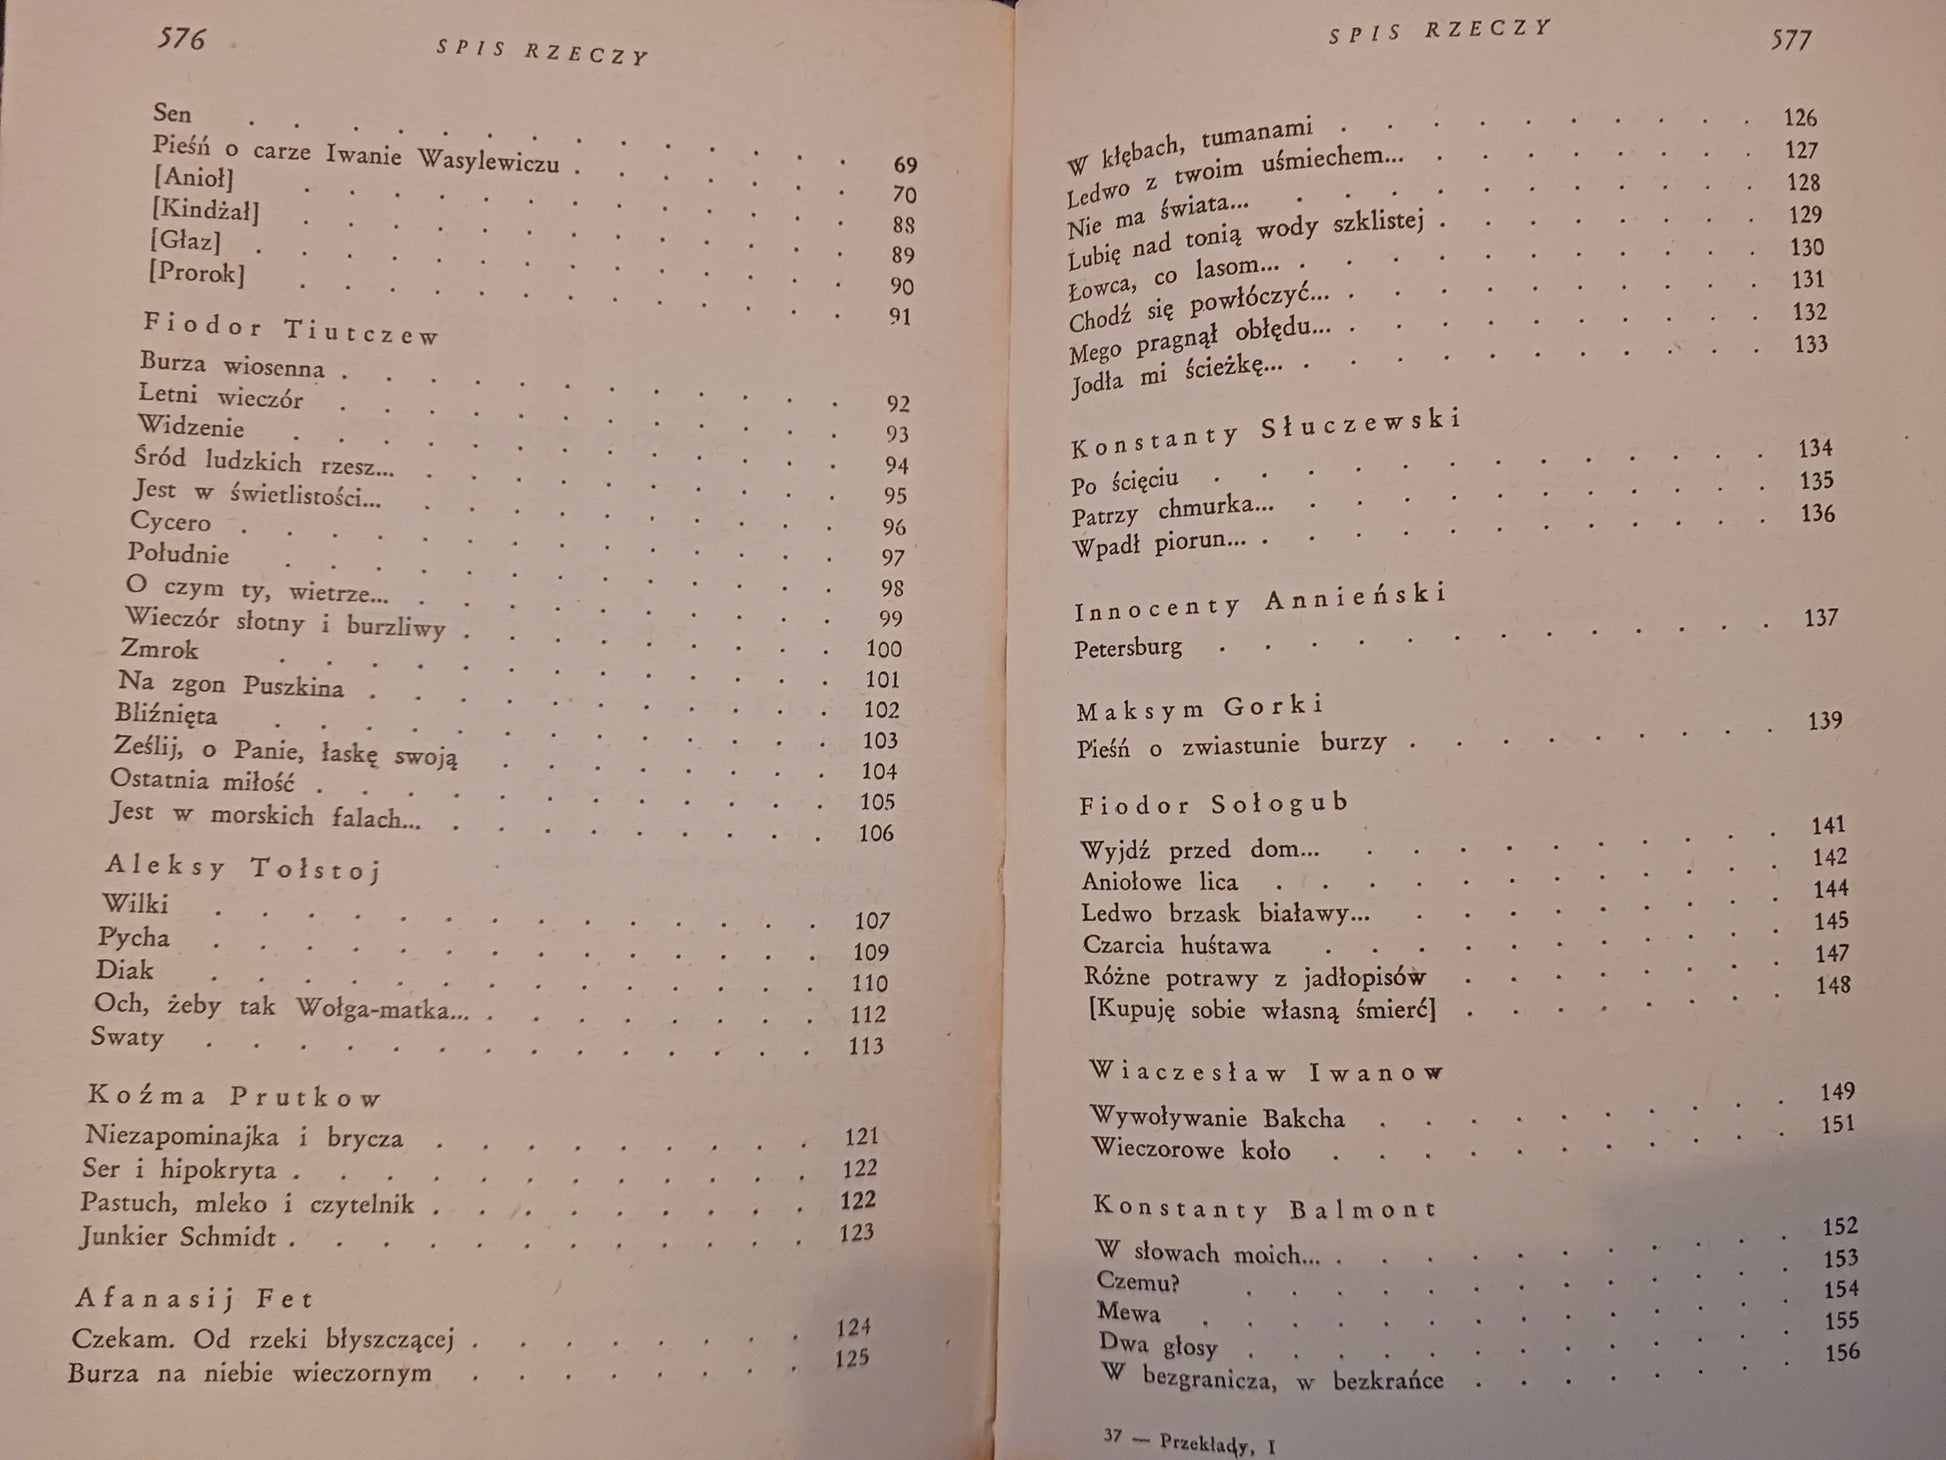 576
SPIS RZECZY
Sen . . . . . . . . . . . . . . 69
Pieśń o carze Iwanie Wasylewiczu . . . . . . . 70
[Anioł] . . . . . . . . . . . . . 88
[Kindżał] . . . . . . . . . . . . . 89
[Głaz] . . . . . . . . . . . . . . 90
[Prorok] . . . . . . . . . . . . . 91
Fiodor Tiutczew
Burza wiosenna . . . . . . . . . . . . 92
Letni wieczór . . . . . . . . . . . . 93
Widzenie . . . . . . . . . . . . . 94
Śród ludzkich rzesz... . . . . . . . . . . 95
Jest w świetlistości... . . . . . . . . . . 96
Cycero . . . . . . . . . . . . . . 97
Południe . . . . . . . . . . . . . 98
O czym ty, wietrze... . . . . . . . . . . 99
Wieczór słotny i burzliwy . . . . . . . . . 100
Zmrok . . . . . . . . . . . . . 101
Na zgon Puszkina . . . . . . . . . . . 102
Bliźnięta . . . . . . . . . . . . . 103
Ześlij, o Panie, łaskę swoją . . . . . . . . 104
Ostatnia miłość . . . . . . . . . . . . 105
Jest w morskich falach... . . . . . . . . . 106
Aleksy Tołstoj
Wilki . . . . . . . . . . . . . . 107
Pycha . . . . . . . . . . . . . . 109
Diak . . . . . . . . . . . . . . 110
Och, żeby tak Wołga-matka... . . . . . . . . 112
Swaty . . . . . . . . . . . . . . 113
Koźma Prutkow
Niezapominajka i brycza . . . . . . . . . 121
Ser i hipokryta . . . . . . . . . . . . 122
Pastuch, mleko i czytelnik . . . . . . . . . 122
Junkier Schmidt . . . . . . . . . . . . 123
Afanasij Fet
Czekam. Od rzeki błyszczącej . . . . . . . . 124
Burza na niebie wieczornym . . . . . . . . 125
SPIS RZECZY
577
W kłębach, tumanami . . . . . . . . . . 126
Ledwo z twoim uśmiechem... . . . . . . . . 127
Nie ma świata... . . . . . . . . . . . 128
Lubię nad tonią wody szklistej . . . . . . . . 129
Łowca, co lasom... . . . . . . . . . . . 130
Chodź się powłóczyć... . . . . . . . . . . 131
Mego pragnął obłędu... . . . . . . . . . . 132
Jodła mi ścieżkę... . . . . . . . . . . . 133
Konstanty Słuczewski
Po ścięciu . . . . . . . . . . . . . 134
Patrzy chmurka... . . . . . . . . . . . 135
Wpadł piorun... . . . . . . . . . . . . 136
Innocenty Annieński
Petersburg . . . . . . . . . . . . . 137
Maksym Gorki
Pieśń o zwiastunie burzy . . . . . . . . . 139
Fiodor Sołogub
Wyjdź przed dom... . . . . . . . . . . 141
Aniołowe lica . . . . . . . . . . . . 142
Ledwo brzask białawy... . . . . . . . . . 144
Czarcia huśtawa . . . . . . . . . . . 145
Różne potrawy z jadłopisów . . . . . . . . 147
[Kupuję sobie własną śmierć] . . . . . . . . 148
Wiaczesław Iwanow
Wywoływanie Bakcha . . . . . . . . . . 149
Wieczorowe koło . . . . . . . . . . . 151
Konstanty Balmont
W słowach moich... . . . . . . . . . . . 152
Czemu? . . . . . . . . . . . . . 153
Mewa . . . . . . . . . . . . . . 154
Dwa głosy . . . . . . . . . . . . . 155
W bezgranicza, w bezkrańce . . . . . . . . 156
37 — Przekłady, I